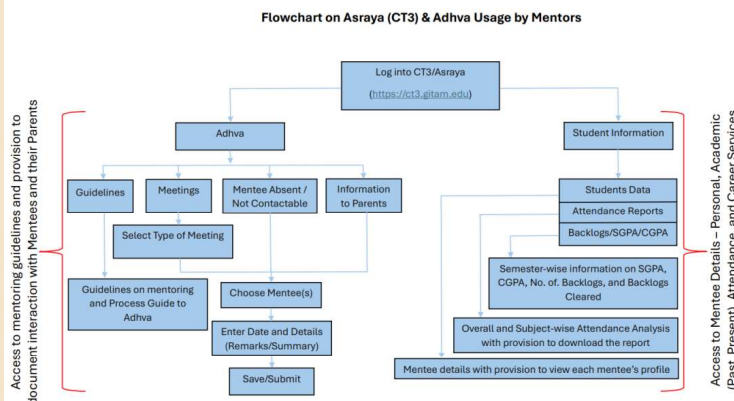 Flowchart on Asraya (CT3) & Adhva Usage by Mentors
Log into CT3/Asraya
(https://ct3.gitam.edu)
Adhva
Student Information
Guidelines
Meetings
Mentee Absent /
Not Contactable
Information
to Parents
Students Data
Attendance Reports
Backlogs/SGPA/CGPA
Select Type of Meeting
Guidelines on mentoring
and Process Guide to
Adhva
Choose Mentee(s)
Semester-wise information on SGPA,
CGPA, No. of. Backlogs, and Backlogs
Cleared
Enter Date and Details
(Remarks/Summary)
Overall and Subject-wise Attendance Analysis
with provision to download the report
Save/Submit
Mentee details with provision to view each mentee's profile
Access to mentoring guidelines and provision to
document interaction with Mentees and their Parents
Access to Mentee Details – Personal, Academic
(Past, Present), Attendance, and Career Services